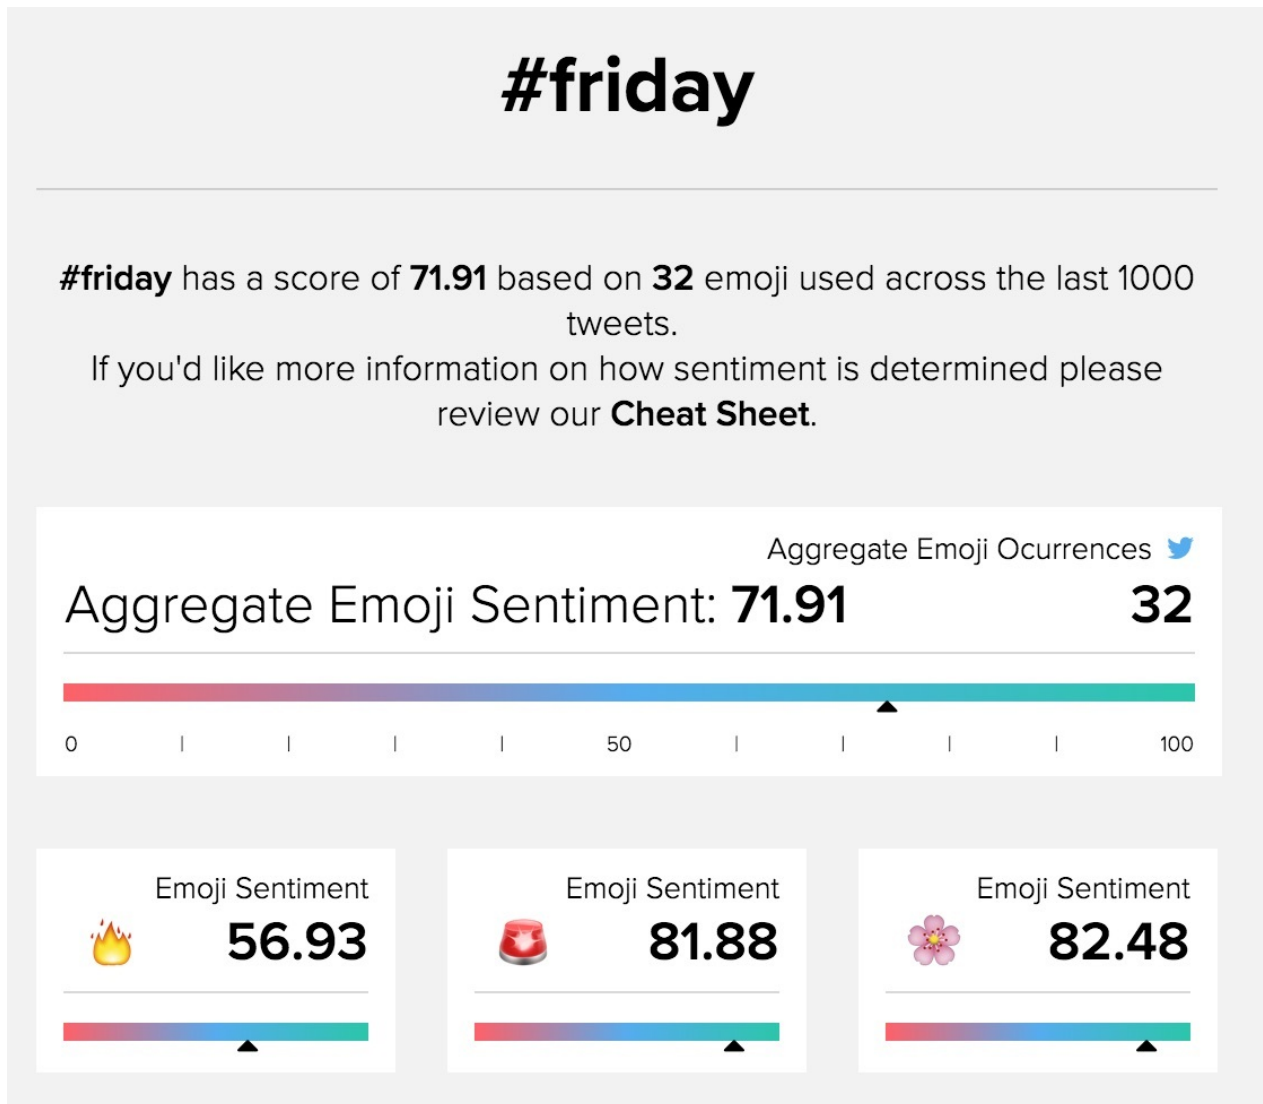 #friday
#friday has a score of 71.91 based on 32 emoji used across the last 1000
tweets.
If you'd like more information on how sentiment is determined please
review our Cheat Sheet.
Aggregate Emoji Ocurrences
Aggregate Emoji Sentiment: 71.91 32
0 50 100
Emoji Sentiment
56.93
Emoji Sentiment
81.88
Emoji Sentiment
82.48